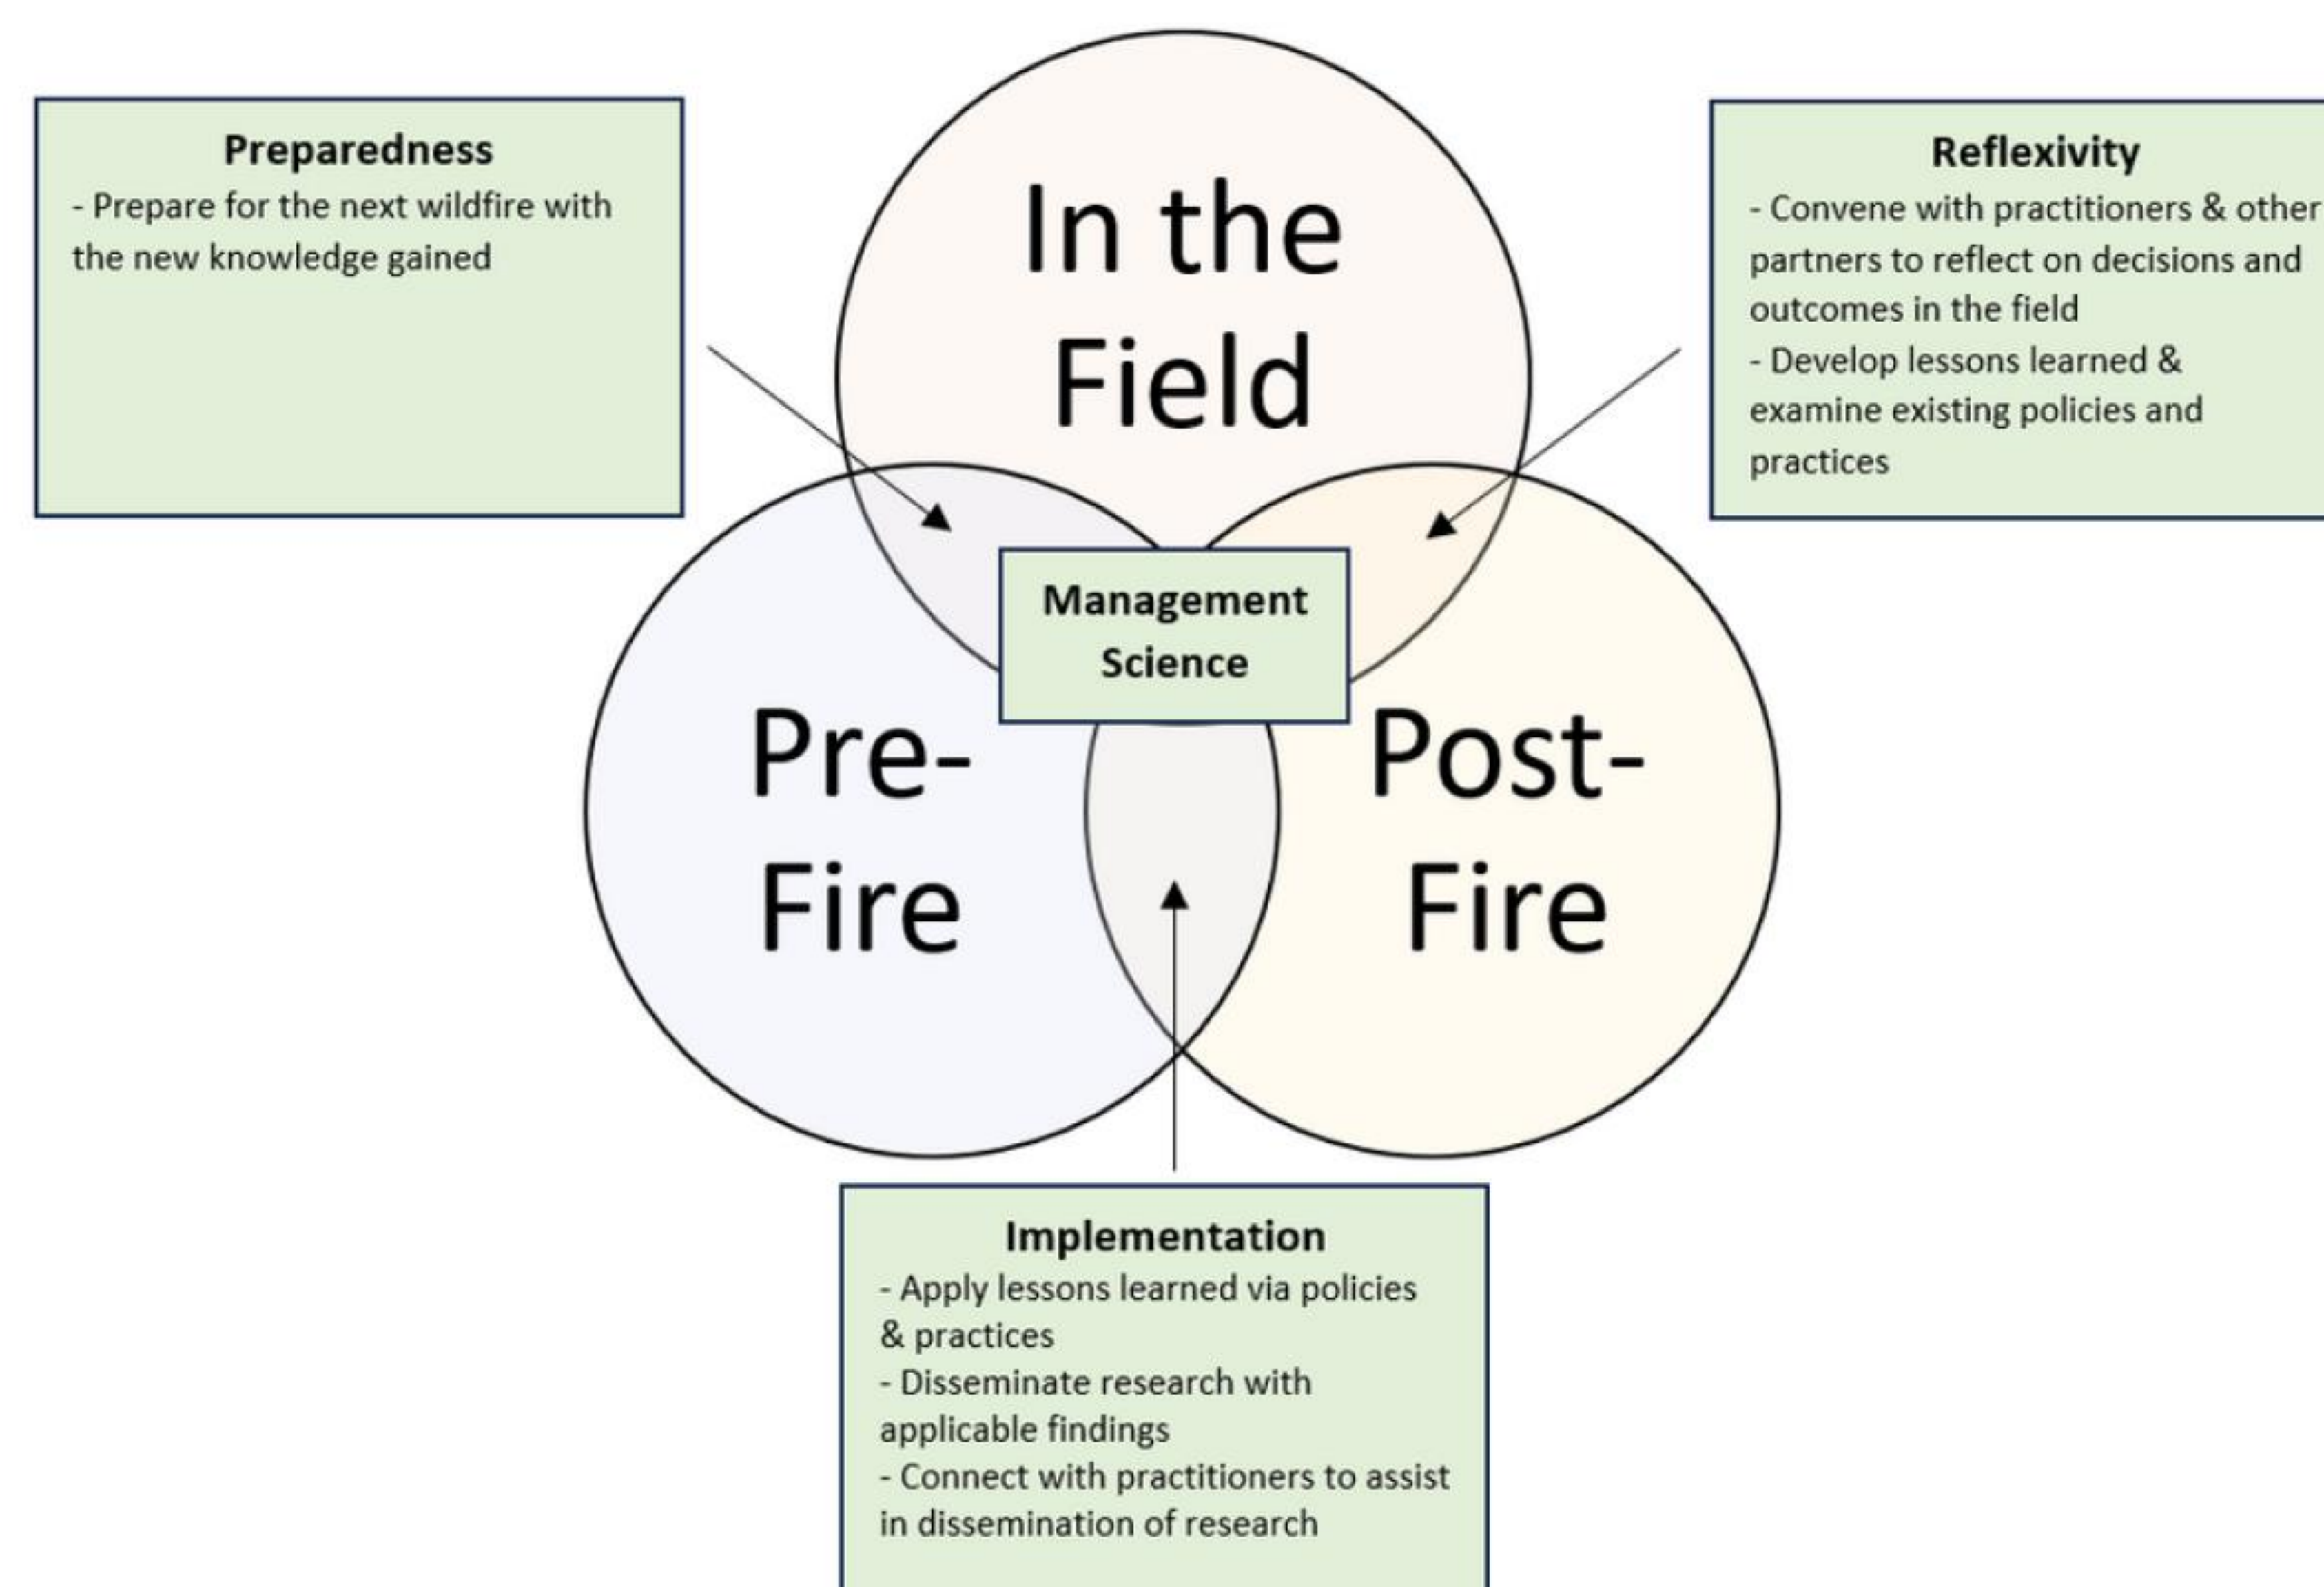 Preparedness
- Prepare for the next wildfire with
the new knowledge gained
In the
Field
Reflexivity
- Convene with practitioners & other
partners to reflect on decisions and
outcomes in the field
- Develop lessons learned &
examine existing policies and
practices
Management
Science
Pre-
Fire
Post-
Fire
Implementation
- Apply lessons learned via policies
& practices
- Disseminate research with
applicable findings
- Connect with practitioners to assist
in dissemination of research